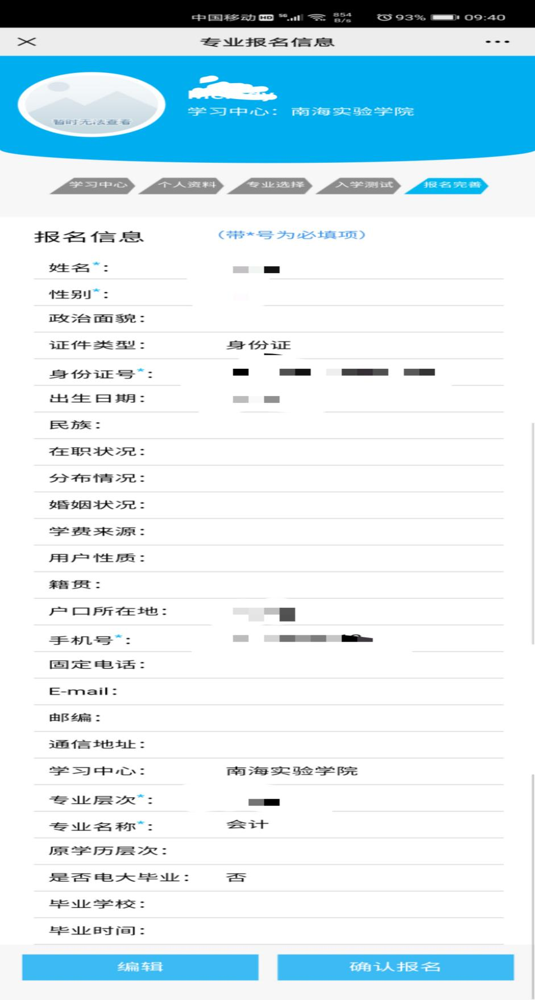 中国移动 HD 5G 854 B/s 93% 09:40
专业报名信息
暂时无法查看
学习中心：南海实验学院
学习中心 个人资料 专业选择 入学测试 报名完善
报名信息 （带*号为必填项）
姓名*：
性别*：
政治面貌：
证件类型： 身份证
身份证号*：
出生日期：
民族：
在职状况：
分布情况：
婚姻状况：
学费来源：
用户性质：
籍贯：
户口所在地：
手机号*：
固定电话：
E-mail：
邮编：
通信地址：
学习中心： 南海实验学院
专业层次*：
专业名称*： 会计
原学历层次：
是否电大毕业： 否
毕业学校：
毕业时间：
编辑 确认报名